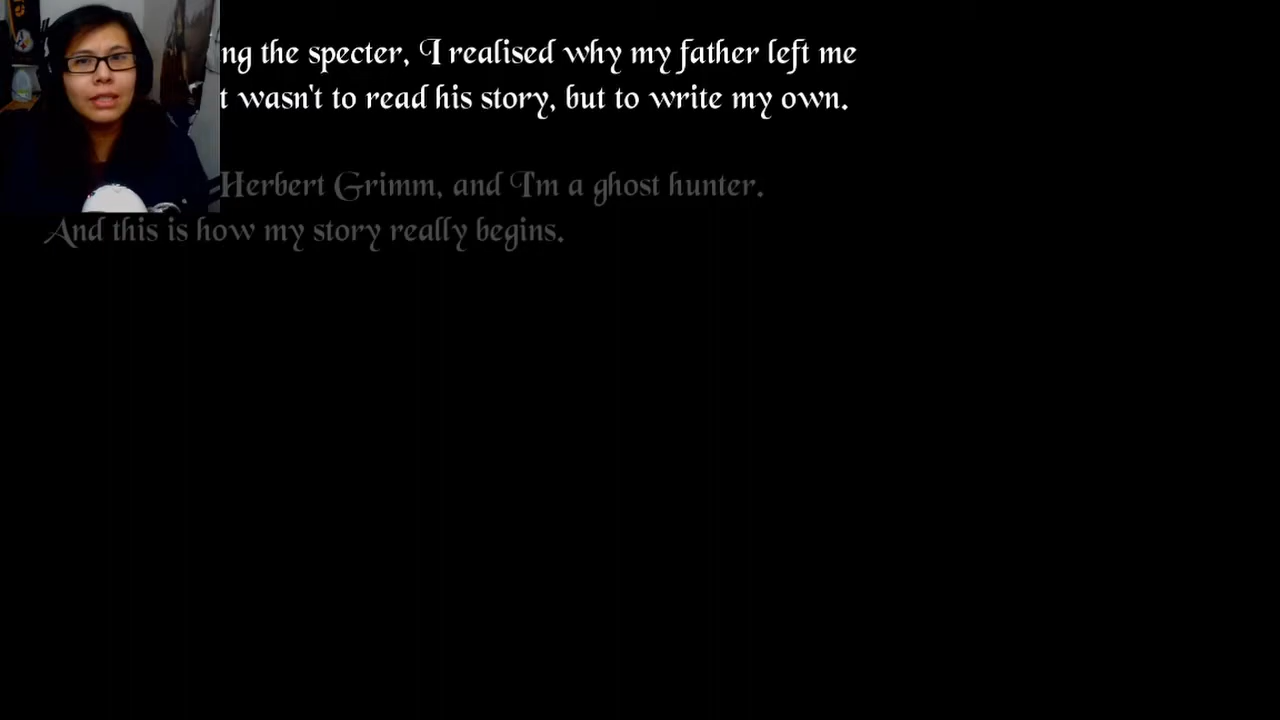 ng the specter, I realised why my father left me
t wasn't to read his story, but to write my own.
Herbert Grimm, and I'm a ghost hunter.
And this is how my story really begins.